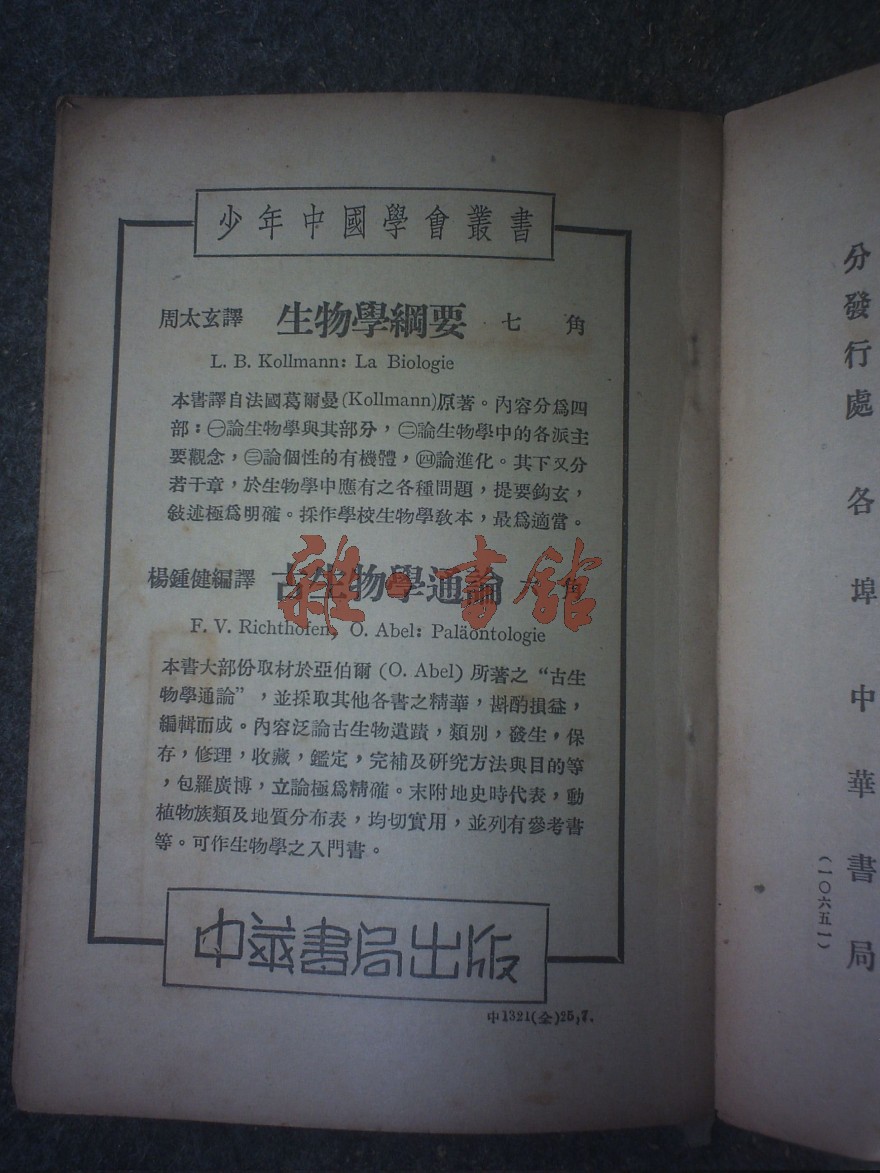 少年中國學會叢書
周太玄譯 生物學綱要 七角
L. B. Kollmann: La Biologie
本書譯自法國葛爾曼(Kollmann)原著。內容分爲四
部：㊀論生物學與其部分，㊁論生物學中的各派主
要觀念，㊂論個性的有機體，㊃論進化。其下又分
若干章，於生物學中應有之各種問題，提要鈎玄，
敍述極爲明確。採作學校生物學敎本，最爲適當。
楊鍾健編譯 古生物學通論 角
F. V. Richthofen, O. Abel: Paläontologie
本書大部份取材於亞伯爾 (O. Abel) 所著之“古生
物學通論”，並採取其他各書之精華，斟酌損益，
編輯而成。內容泛論古生物遺蹟，類別，發生，保
存，修理，收藏，鑑定，完補及研究方法與目的等
，包羅廣博，立論極爲精確。末附地史時代表，動
植物族類及地質分布表，均切實用，並列有參考書
等。可作生物學之入門書。
中華書局出版
中1321(全)25,7.
雜·書館
分發行處 各埠中華書局
(一〇六五一)